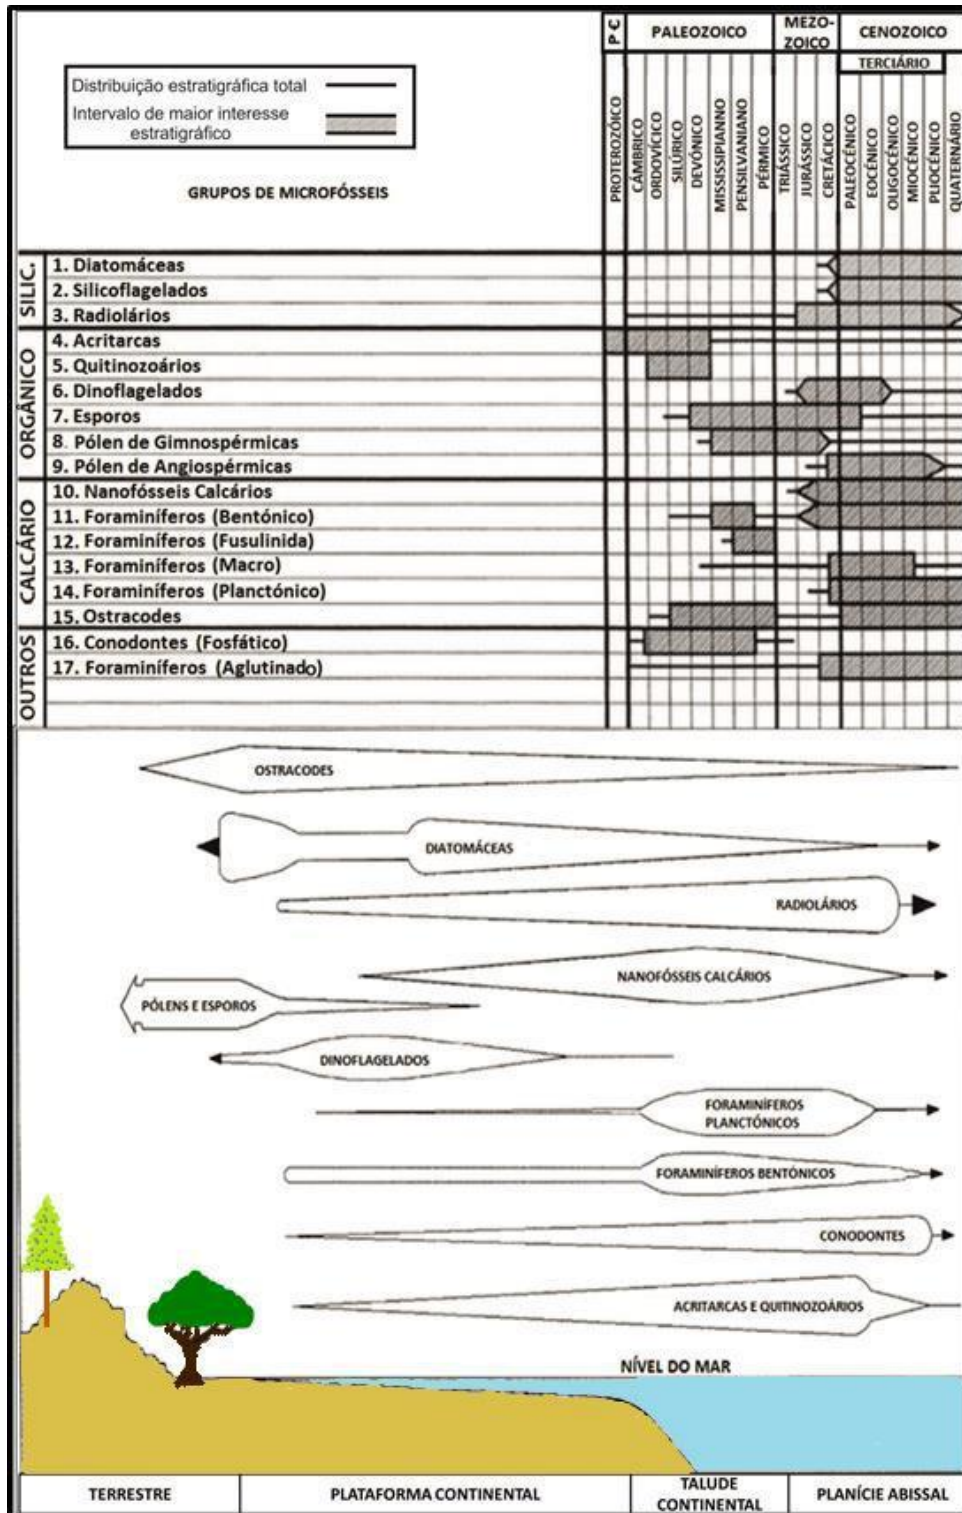 P Є
PALEOZOICO
MEZO-
ZOICO
CENOZOICO
TERCIÁRIO
Distribuição estratigráfica total
Intervalo de maior interesse
estratigráfico
GRUPOS DE MICROFÓSSEIS
PROTEROZÓICO
CÂMBRICO
ORDOVÍCICO
SILÚRICO
DEVÓNICO
MISSISSIPIANNO
PENSILVANIANO
PÉRMICO
TRIÁSSICO
JURÁSSICO
CRETÁCICO
PALEOCÉNICO
EOCÉNICO
OLIGOCÉNICO
MIOCÉNICO
PLIOCÉNICO
QUATERNÁRIO
SILIC.
1. Diatomáceas
2. Silicoflagelados
3. Radiolários
ORGÂNICO
4. Acritarcas
5. Quitinozoários
6. Dinoflagelados
7. Esporos
8. Pólen de Gimnospérmicas
9. Pólen de Angiospérmicas
CALCÁRIO
10. Nanofósseis Calcários
11. Foraminíferos (Bentónico)
12. Foraminíferos (Fusulinida)
13. Foraminíferos (Macro)
14. Foraminíferos (Planctónico)
15. Ostracodes
OUTROS
16. Conodontes (Fosfático)
17. Foraminíferos (Aglutinado)
OSTRACODES
DIATOMÁCEAS
RADIOLÁRIOS
NANOFÓSSEIS CALCÁRIOS
PÓLENS E ESPOROS
DINOFLAGELADOS
FORAMINÍFEROS
PLANCTÓNICOS
FORAMINÍFEROS BENTÓNICOS
CONODONTES
ACRITARCAS E QUITINOZOÁRIOS
NÍVEL DO MAR
TERRESTRE
PLATAFORMA CONTINENTAL
TALUDE
CONTINENTAL
PLANÍCIE ABISSAL